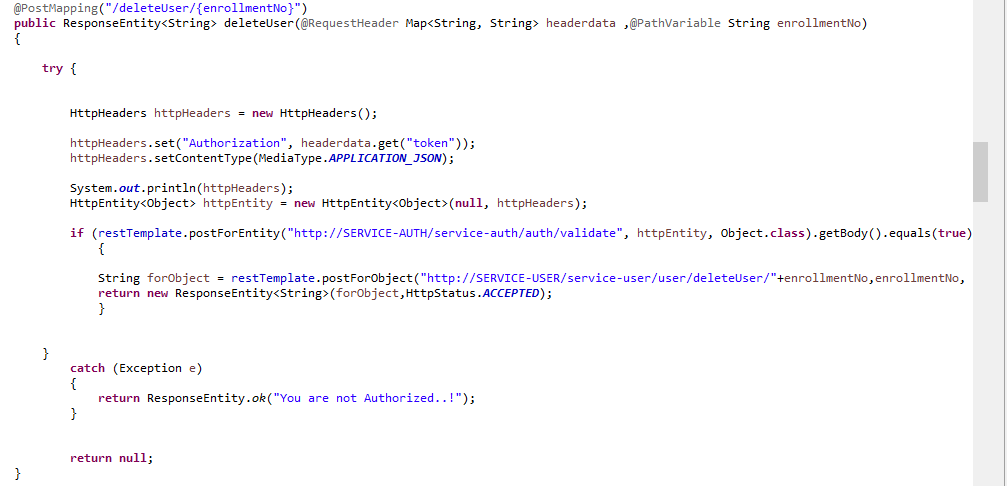 @PostMapping("/deleteUser/{enrollmentNo}")
public ResponseEntity<String> deleteUser(@RequestHeader Map<String, String> headerdata ,@PathVariable String enrollmentNo)
{
try {
HttpHeaders httpHeaders = new HttpHeaders();
httpHeaders.set("Authorization", headerdata.get("token"));
httpHeaders.setContentType(MediaType.APPLICATION_JSON);
System.out.println(httpHeaders);
HttpEntity<Object> httpEntity = new HttpEntity<Object>(null, httpHeaders);
if (restTemplate.postForEntity("http://SERVICE-AUTH/service-auth/auth/validate", httpEntity, Object.class).getBody().equals(true)
{
String forObject = restTemplate.postForObject("http://SERVICE-USER/service-user/user/deleteUser/"+enrollmentNo,enrollmentNo,
return new ResponseEntity<String>(forObject,HttpStatus.ACCEPTED);
}
}
catch (Exception e)
{
return ResponseEntity.ok("You are not Authorized..!");
}
return null;
}